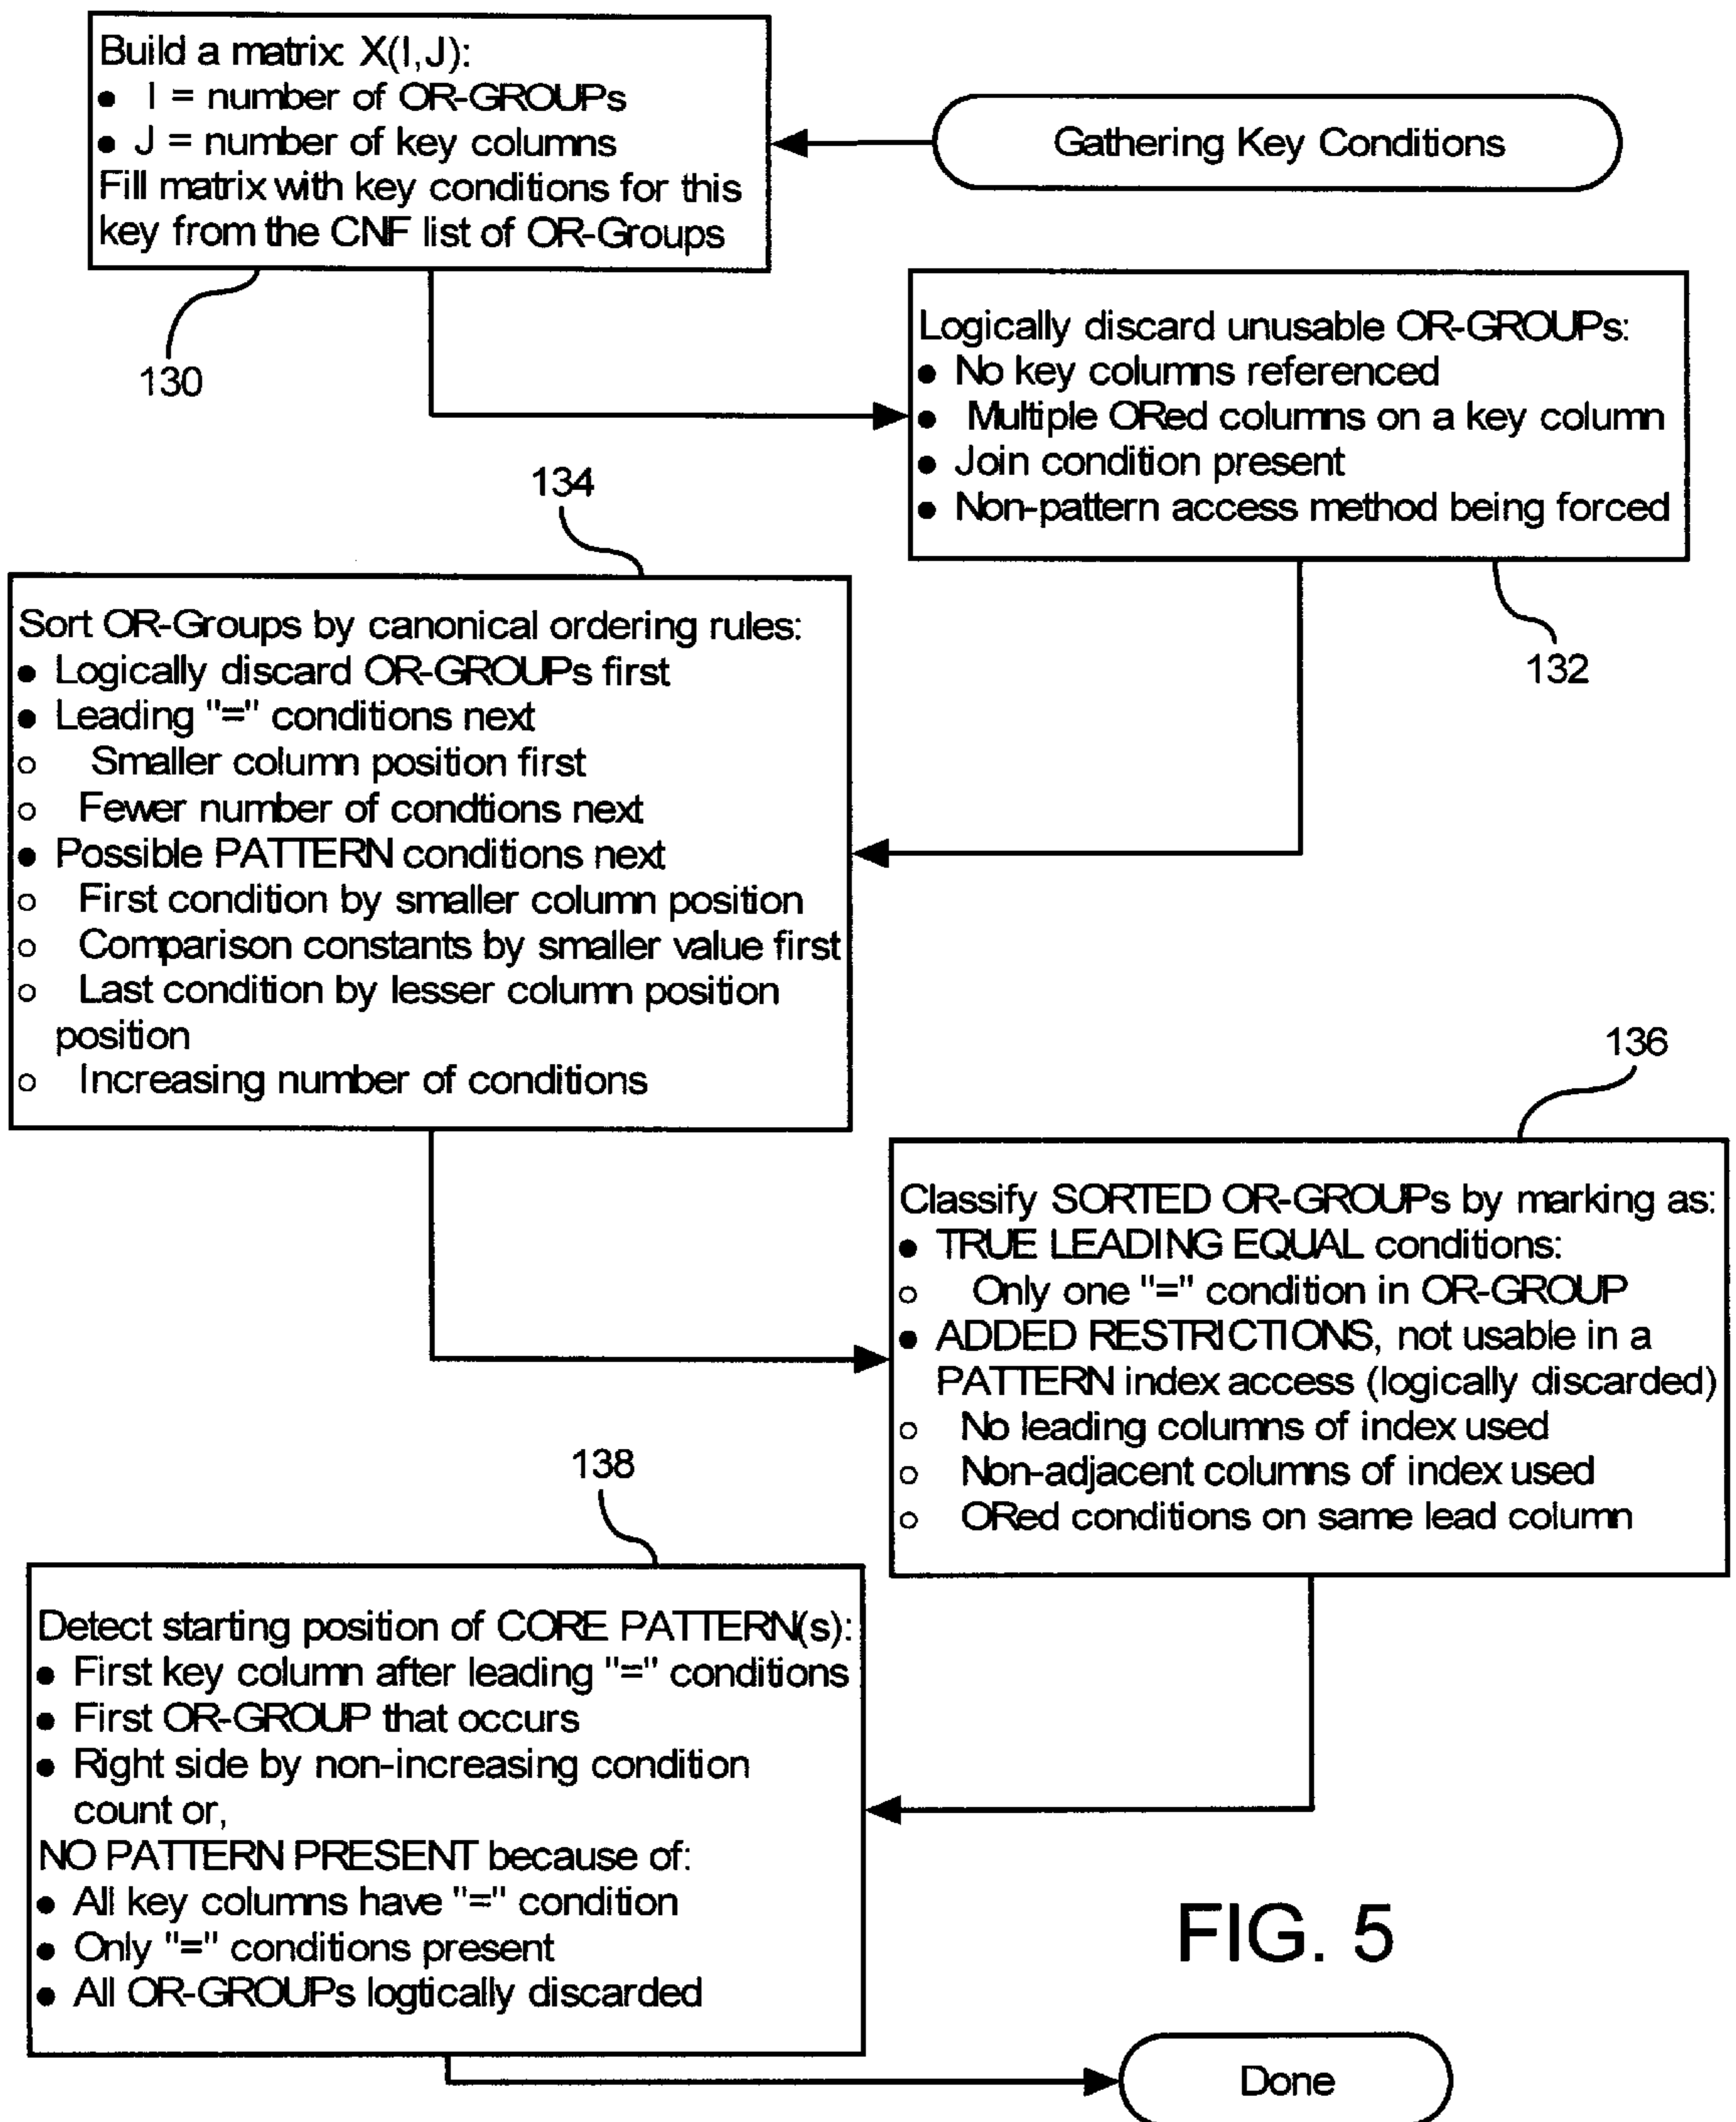 Build a matrix X(I,J):
● I = number of OR-GROUPs
● J = number of key columns
Fill matrix with key conditions for this
key from the CNF list of OR-Groups
Gathering Key Conditions
130
Logically discard unusable OR-GROUPs:
● No key columns referenced
● Multiple ORed columns on a key column
● Join condition present
● Non-pattern access method being forced
132
134
Sort OR-Groups by canonical ordering rules:
● Logically discard OR-GROUPs first
● Leading "=" conditions next
○ Smaller column position first
○ Fewer number of condtions next
● Possible PATTERN conditions next
○ First condition by smaller column position
○ Comparison constants by smaller value first
○ Last condition by lesser column position
position
○ Increasing number of conditions
136
Classify SORTED OR-GROUPs by marking as:
● TRUE LEADING EQUAL conditions:
○ Only one "=" condition in OR-GROUP
● ADDED RESTRICTIONS, not usable in a
PATTERN index access (logically discarded)
○ No leading columns of index used
○ Non-adjacent columns of index used
○ ORed conditions on same lead column
138
Detect starting position of CORE PATTERN(s):
● First key column after leading "=" conditions
● First OR-GROUP that occurs
● Right side by non-increasing condition
count or,
NO PATTERN PRESENT because of:
● All key columns have "=" condition
● Only "=" conditions present
● All OR-GROUPs logtically discarded
FIG. 5
Done